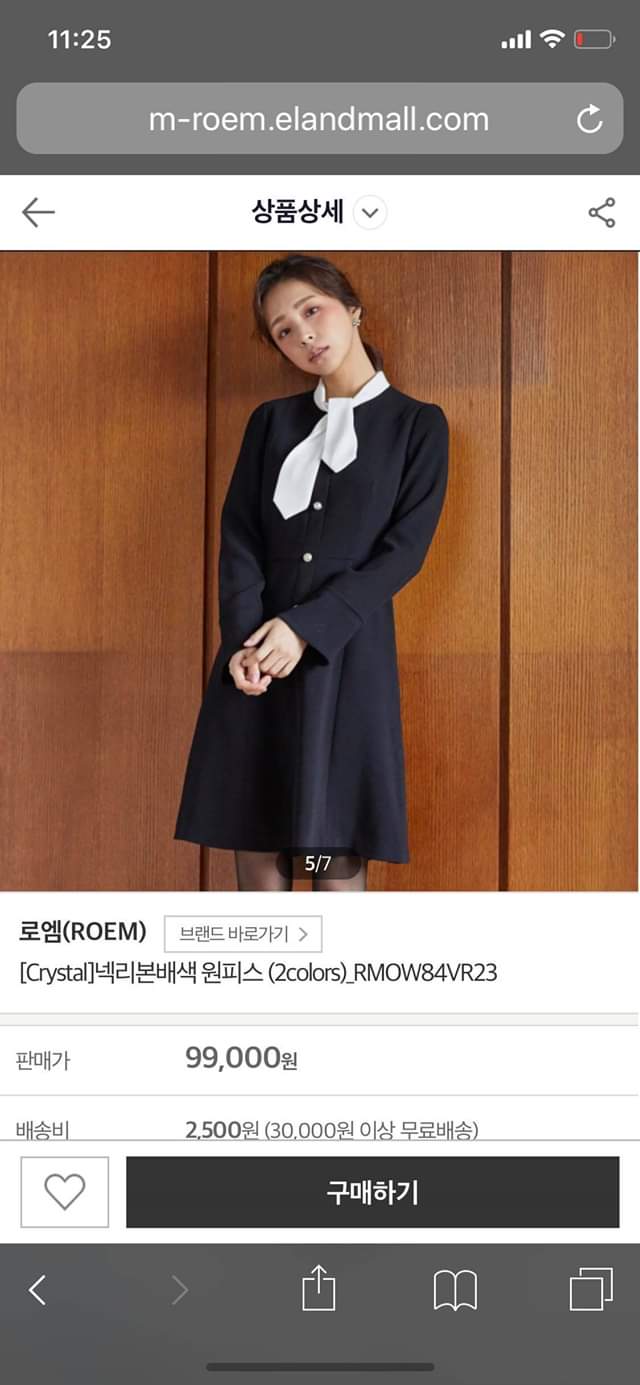 11:25
m-roem.elandmall.com
상품상세
5/7
로엠(ROEM) 브랜드 바로가기
[Crystal]넥리본배색 원피스 (2colors)_RMOW84VR23
판매가 99,000원
배송비 2,500원 (30,000원 이상 무료배송)
구매하기